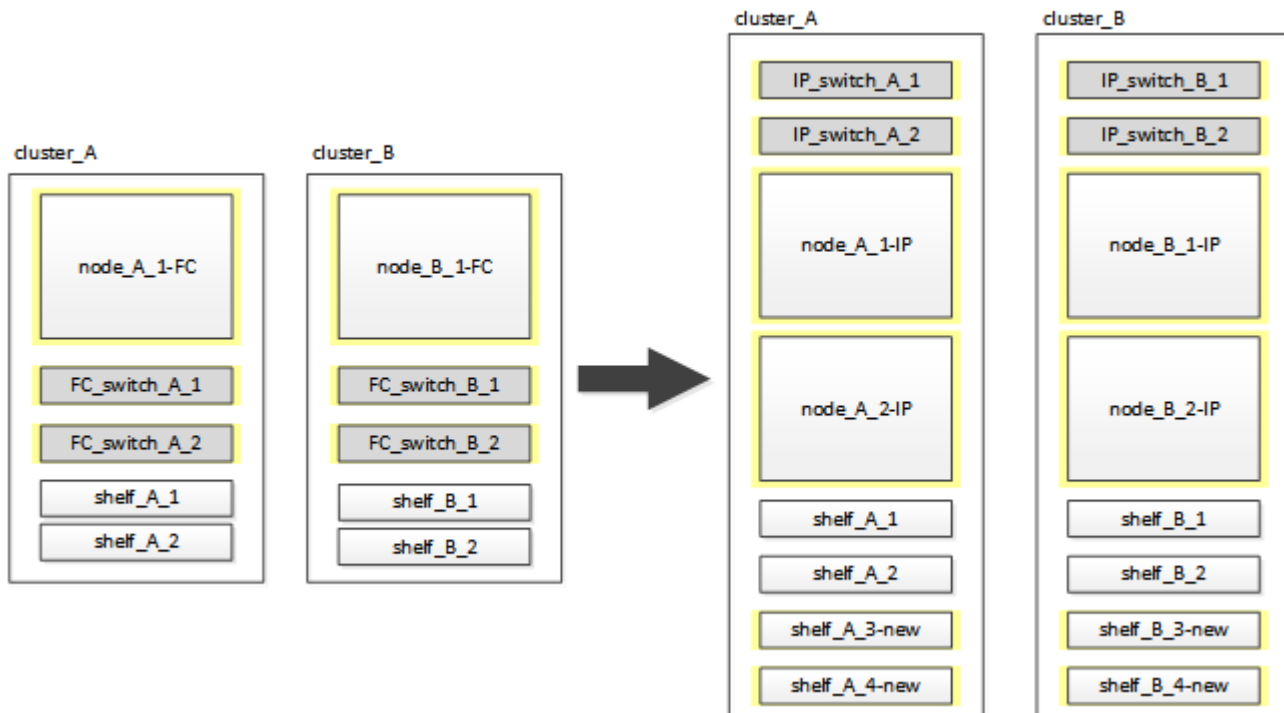 cluster_A
node_A_1-FC
FC_switch_A_1
FC_switch_A_2
shelf_A_1
shelf_A_2
cluster_B
node_B_1-FC
FC_switch_B_1
FC_switch_B_2
shelf_B_1
shelf_B_2
cluster_A
IP_switch_A_1
IP_switch_A_2
node_A_1-IP
node_A_2-IP
shelf_A_1
shelf_A_2
shelf_A_3-new
shelf_A_4-new
cluster_B
IP_switch_B_1
IP_switch_B_2
node_B_1-IP
node_B_2-IP
shelf_B_1
shelf_B_2
shelf_B_3-new
shelf_B_4-new